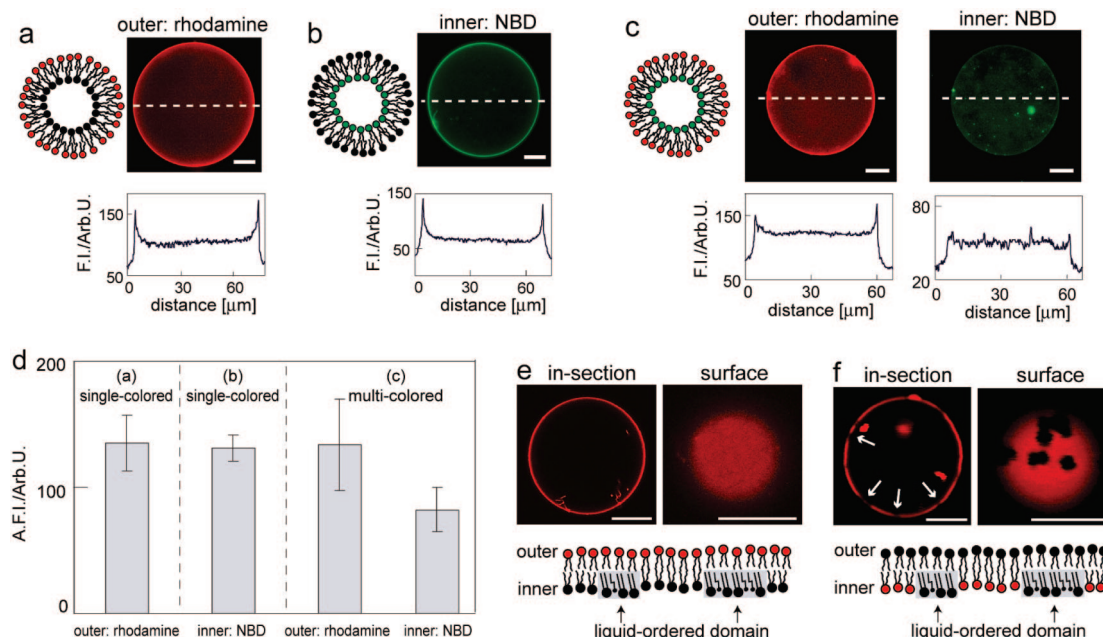 a
outer: rhodamine
b
inner: NBD
c
outer: rhodamine
inner: NBD
F.I./Arb.U.
150
50
0
30
60
distance [μm]
F.I./Arb.U.
150
50
0
30
60
distance [μm]
F.I./Arb.U.
150
50
0
30
60
distance [μm]
80
20
0
30
60
distance [μm]
d
200
100
0
A.F.I./Arb.U.
(a)
single-colored
(b)
single-colored
(c)
multi-colored
outer: rhodamine
inner: NBD
outer: rhodamine
inner: NBD
e
in-section
surface
outer
inner
liquid-ordered domain
f
in-section
surface
outer
inner
liquid-ordered domain